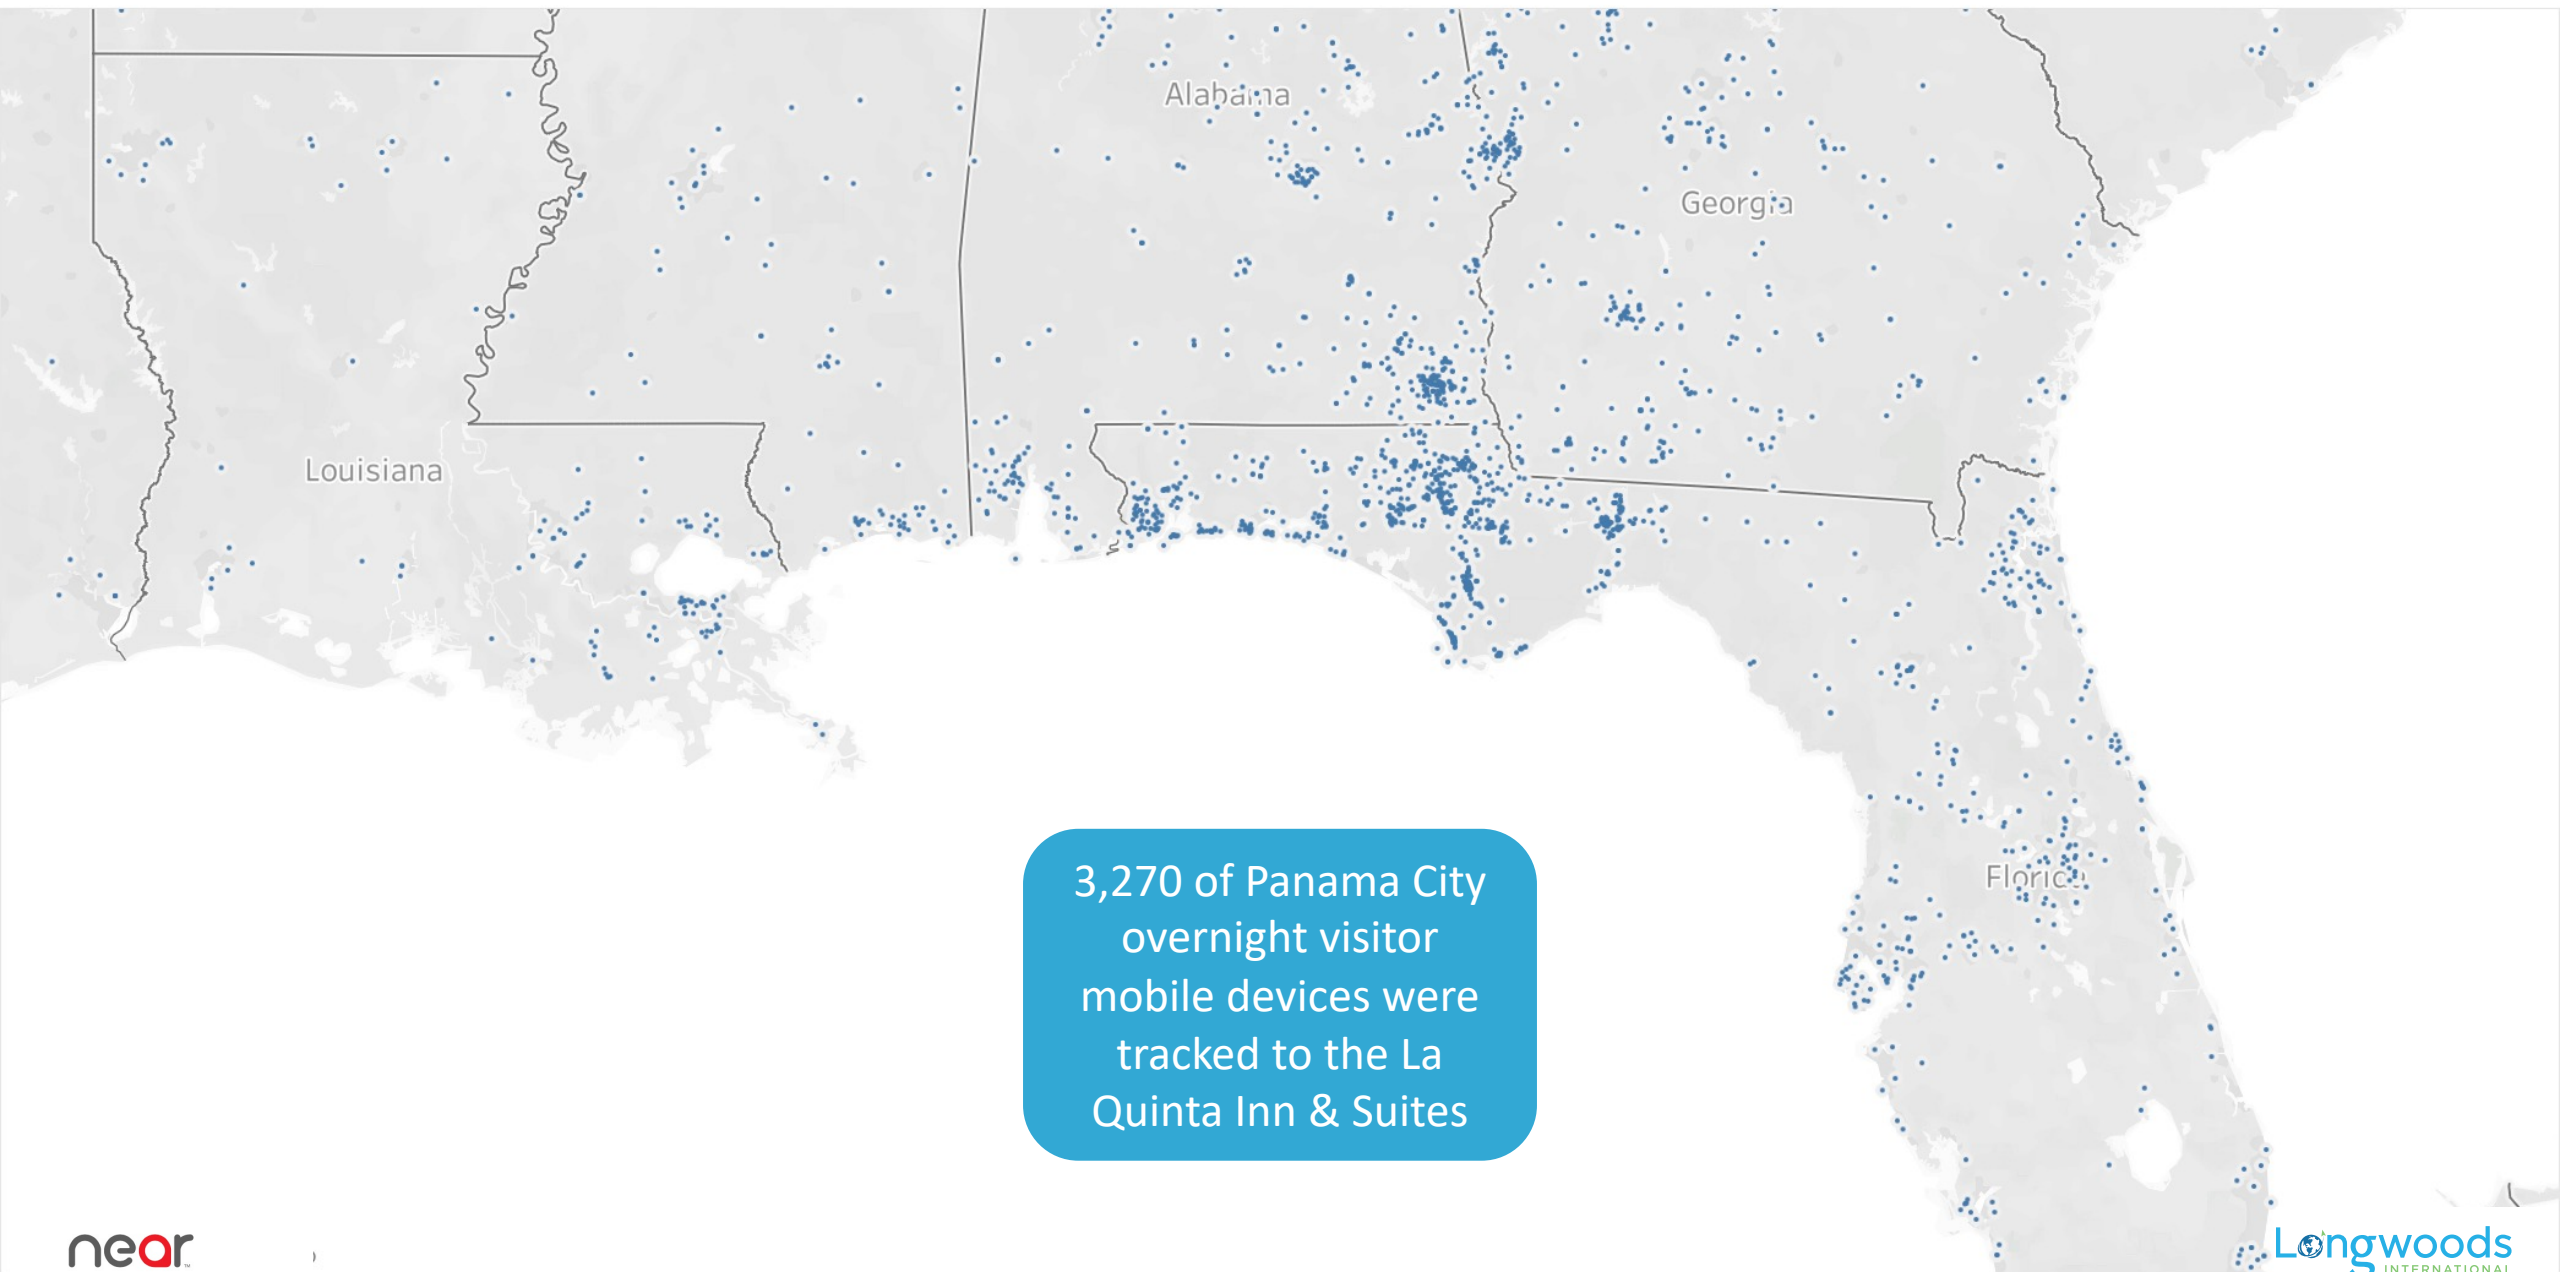 Alabama
Georgia
Louisiana
Florida
3,270 of Panama City
overnight visitor
mobile devices were
tracked to the La
Quinta Inn & Suites
near
Longwoods
INTERNATIONAL